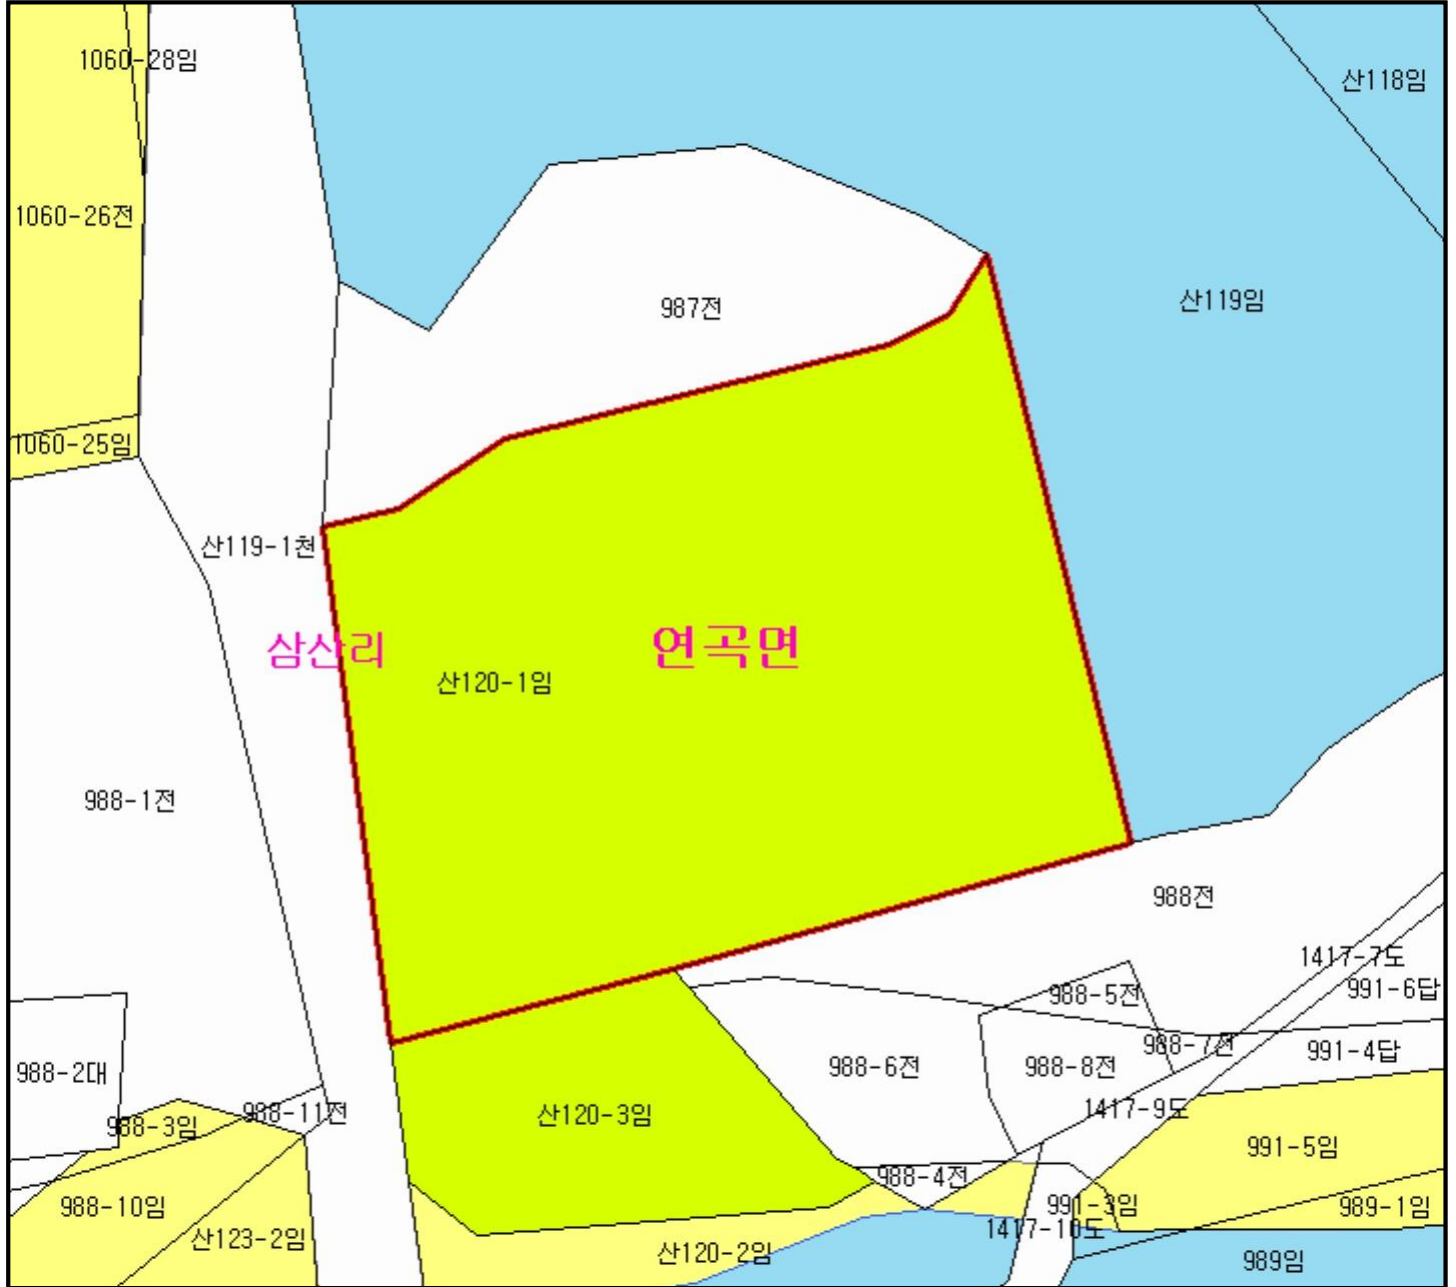 1060-28임
산118임
1060-26전
산119임
987전
1060-25임
산119-1천
삼산리
연곡면
산120-1임
988-1전
988전
1417-7도
991-6답
988-5전
988-7전
991-4답
988-2대
988-6전
988-8전
988-11전
1417-9도
988-3임
산120-3임
991-5임
988-4전
988-10임
991-3임
989-1임
1417-10도
산123-2임
산120-2임
989임